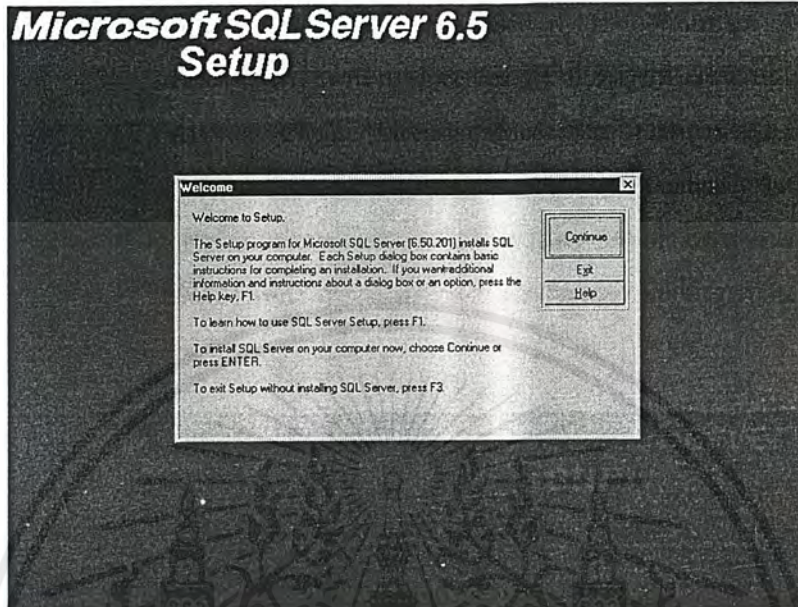 Microsoft SQL Server 6.5
Setup
Welcome
Welcome to Setup.
The Setup program for Microsoft SQL Server (6.50.201) installs SQL
Server on your computer. Each Setup dialog box contains basic
instructions for completing an installation. If you want additional
information and instructions about a dialog box or an option, press the
Help key, F1.
To learn how to use SQL Server Setup, press F1.
To install SQL Server on your computer now, choose Continue or
press ENTER.
To exit Setup without installing SQL Server, press F3.
Continue
Exit
Help